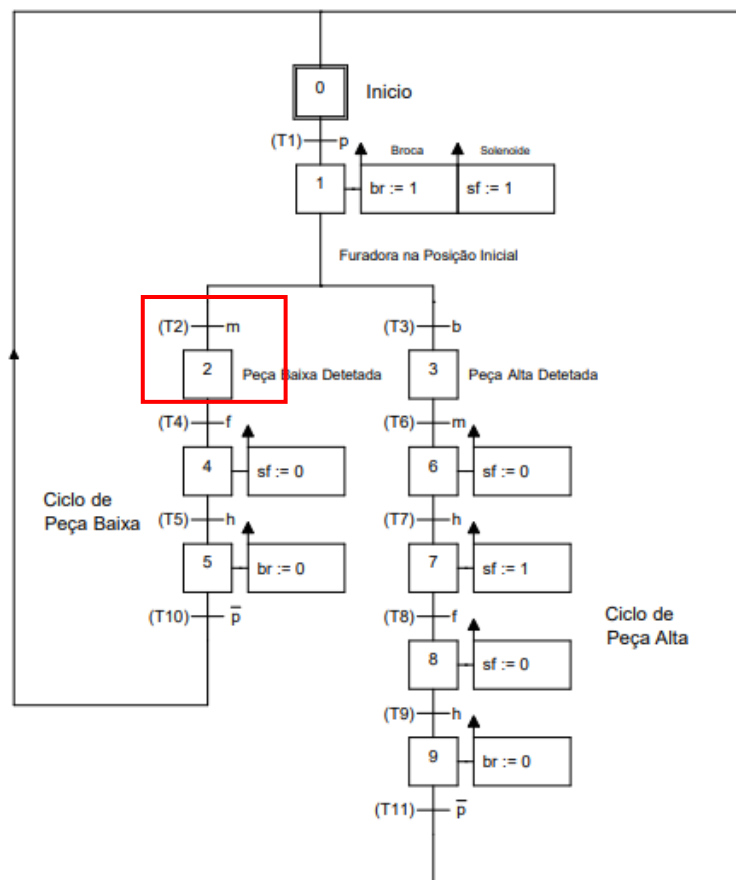 0 Inicio
(T1) p
Broca Solenoide
1 br := 1 sf := 1
Furadora na Posição Inicial
(T2) m (T3) b
2 Peça Baixa Detetada 3 Peça Alta Detetada
(T4) f (T6) m
4 sf := 0 6 sf := 0
Ciclo de
Peça Baixa
(T5) h (T7) h
5 br := 0 7 sf := 1
(T10) p̅ (T8) f
Ciclo de
Peça Alta
8 sf := 0
(T9) h
9 br := 0
(T11) p̅